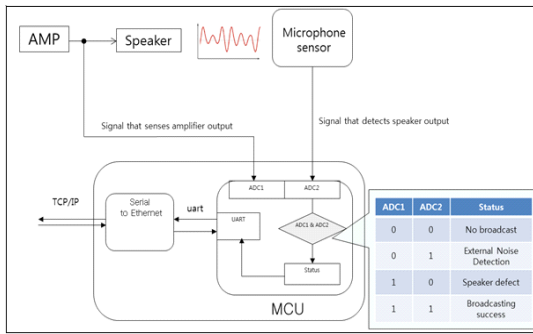 AMP
Speaker
Microphone
sensor
Signal that senses amplifier output
Signal that detects speaker output
TCP/IP
Serial
to Ethernet
uart
ADC1
ADC2
UART
ADC1 & ADC2
Status
MCU
ADC1 ADC2 Status
0 0 No broadcast
0 1 External Noise
Detection
1 0 Speaker defect
1 1 Broadcasting
success